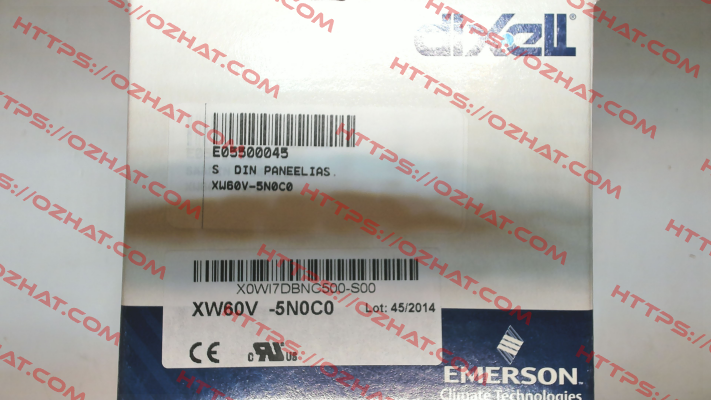 dixell®
E05500045
S DIN PANEELIAS.
XW60V-5N0C0
X0WI7DBNC500-S00
XW60V -5N0C0 Lot: 45/2014
CE c RU US
EMERSON
Climate Technologies
HTTPS://OZHAT.COM